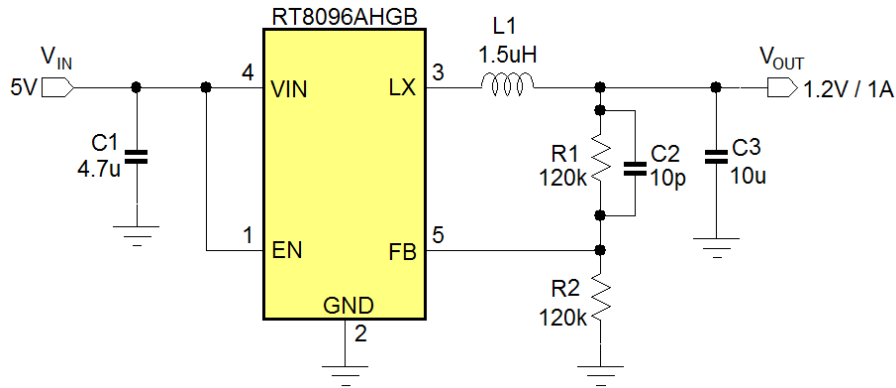 RT8096AHGB
L1
1.5uH
VIN
5V
4
VIN
LX
3
VOUT
1.2V / 1A
C1
4.7u
R1
120k
C2
10p
C3
10u
1
EN
FB
5
GND
2
R2
120k